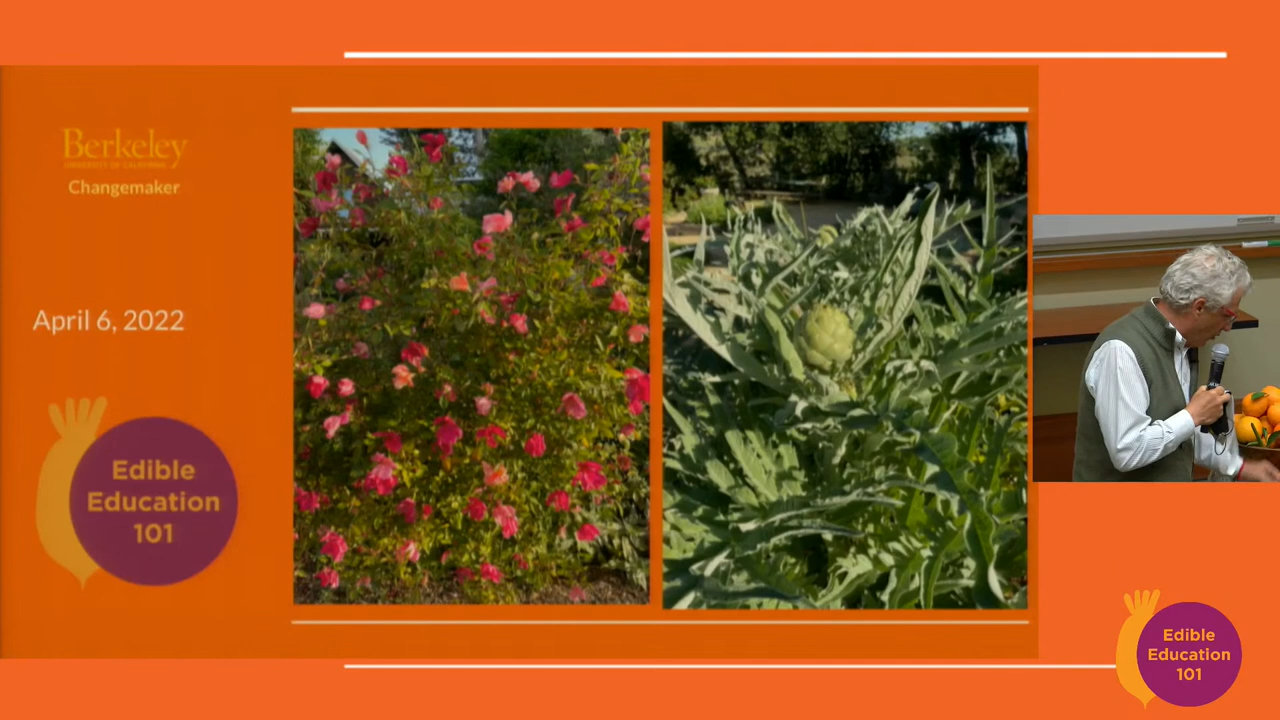 Berkeley
UNIVERSITY OF CALIFORNIA
Changemaker
April 6, 2022
Edible
Education
101
Edible
Education
101